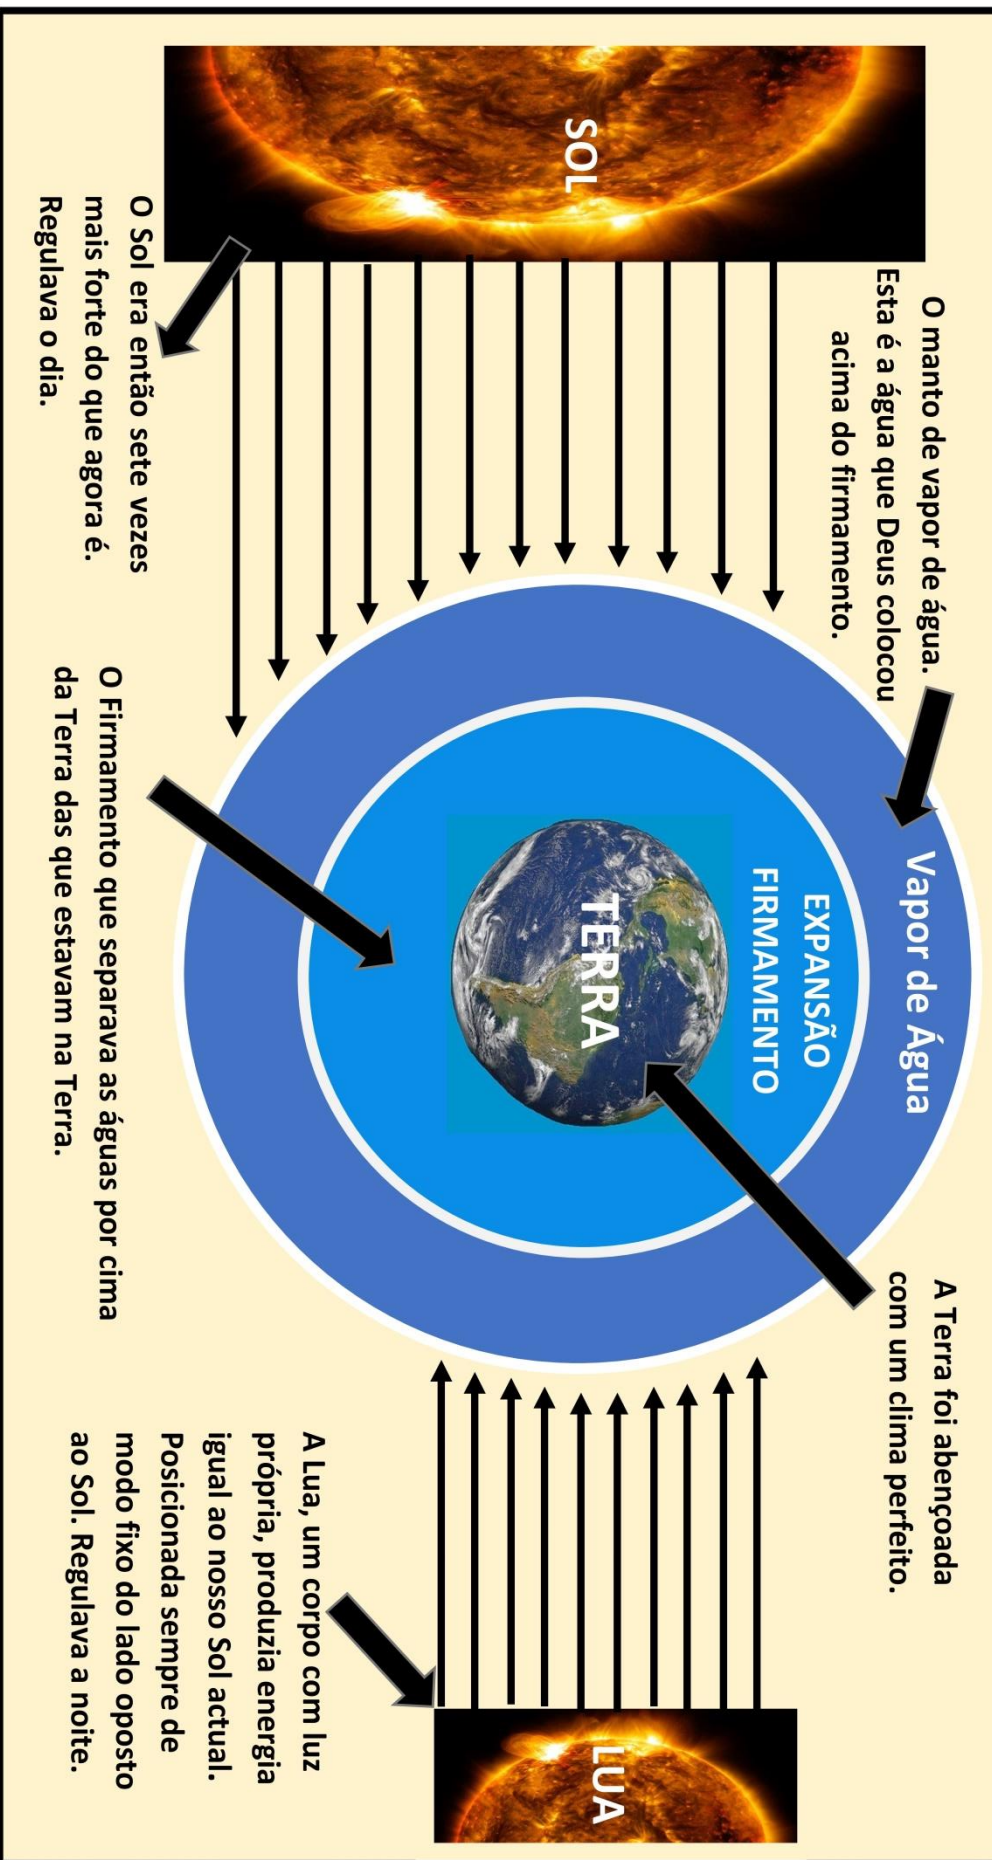 SOL
O manto de vapor de água.
Esta é a água que Deus colocou
acima do firmamento.
O Sol era então sete vezes
mais forte do que agora é.
Regulava o dia.
Vapor de Água
EXPANSÃO
FIRMAMENTO
TERRA
O Firmamento que separava as águas por cima
da Terra das que estavam na Terra.
A Terra foi abençoada
com um clima perfeito.
A Lua, um corpo com luz
própria, produzia energia
igual ao nosso Sol actual.
Posicionada sempre de
modo fixo do lado oposto
ao Sol. Regulava a noite.
LUA